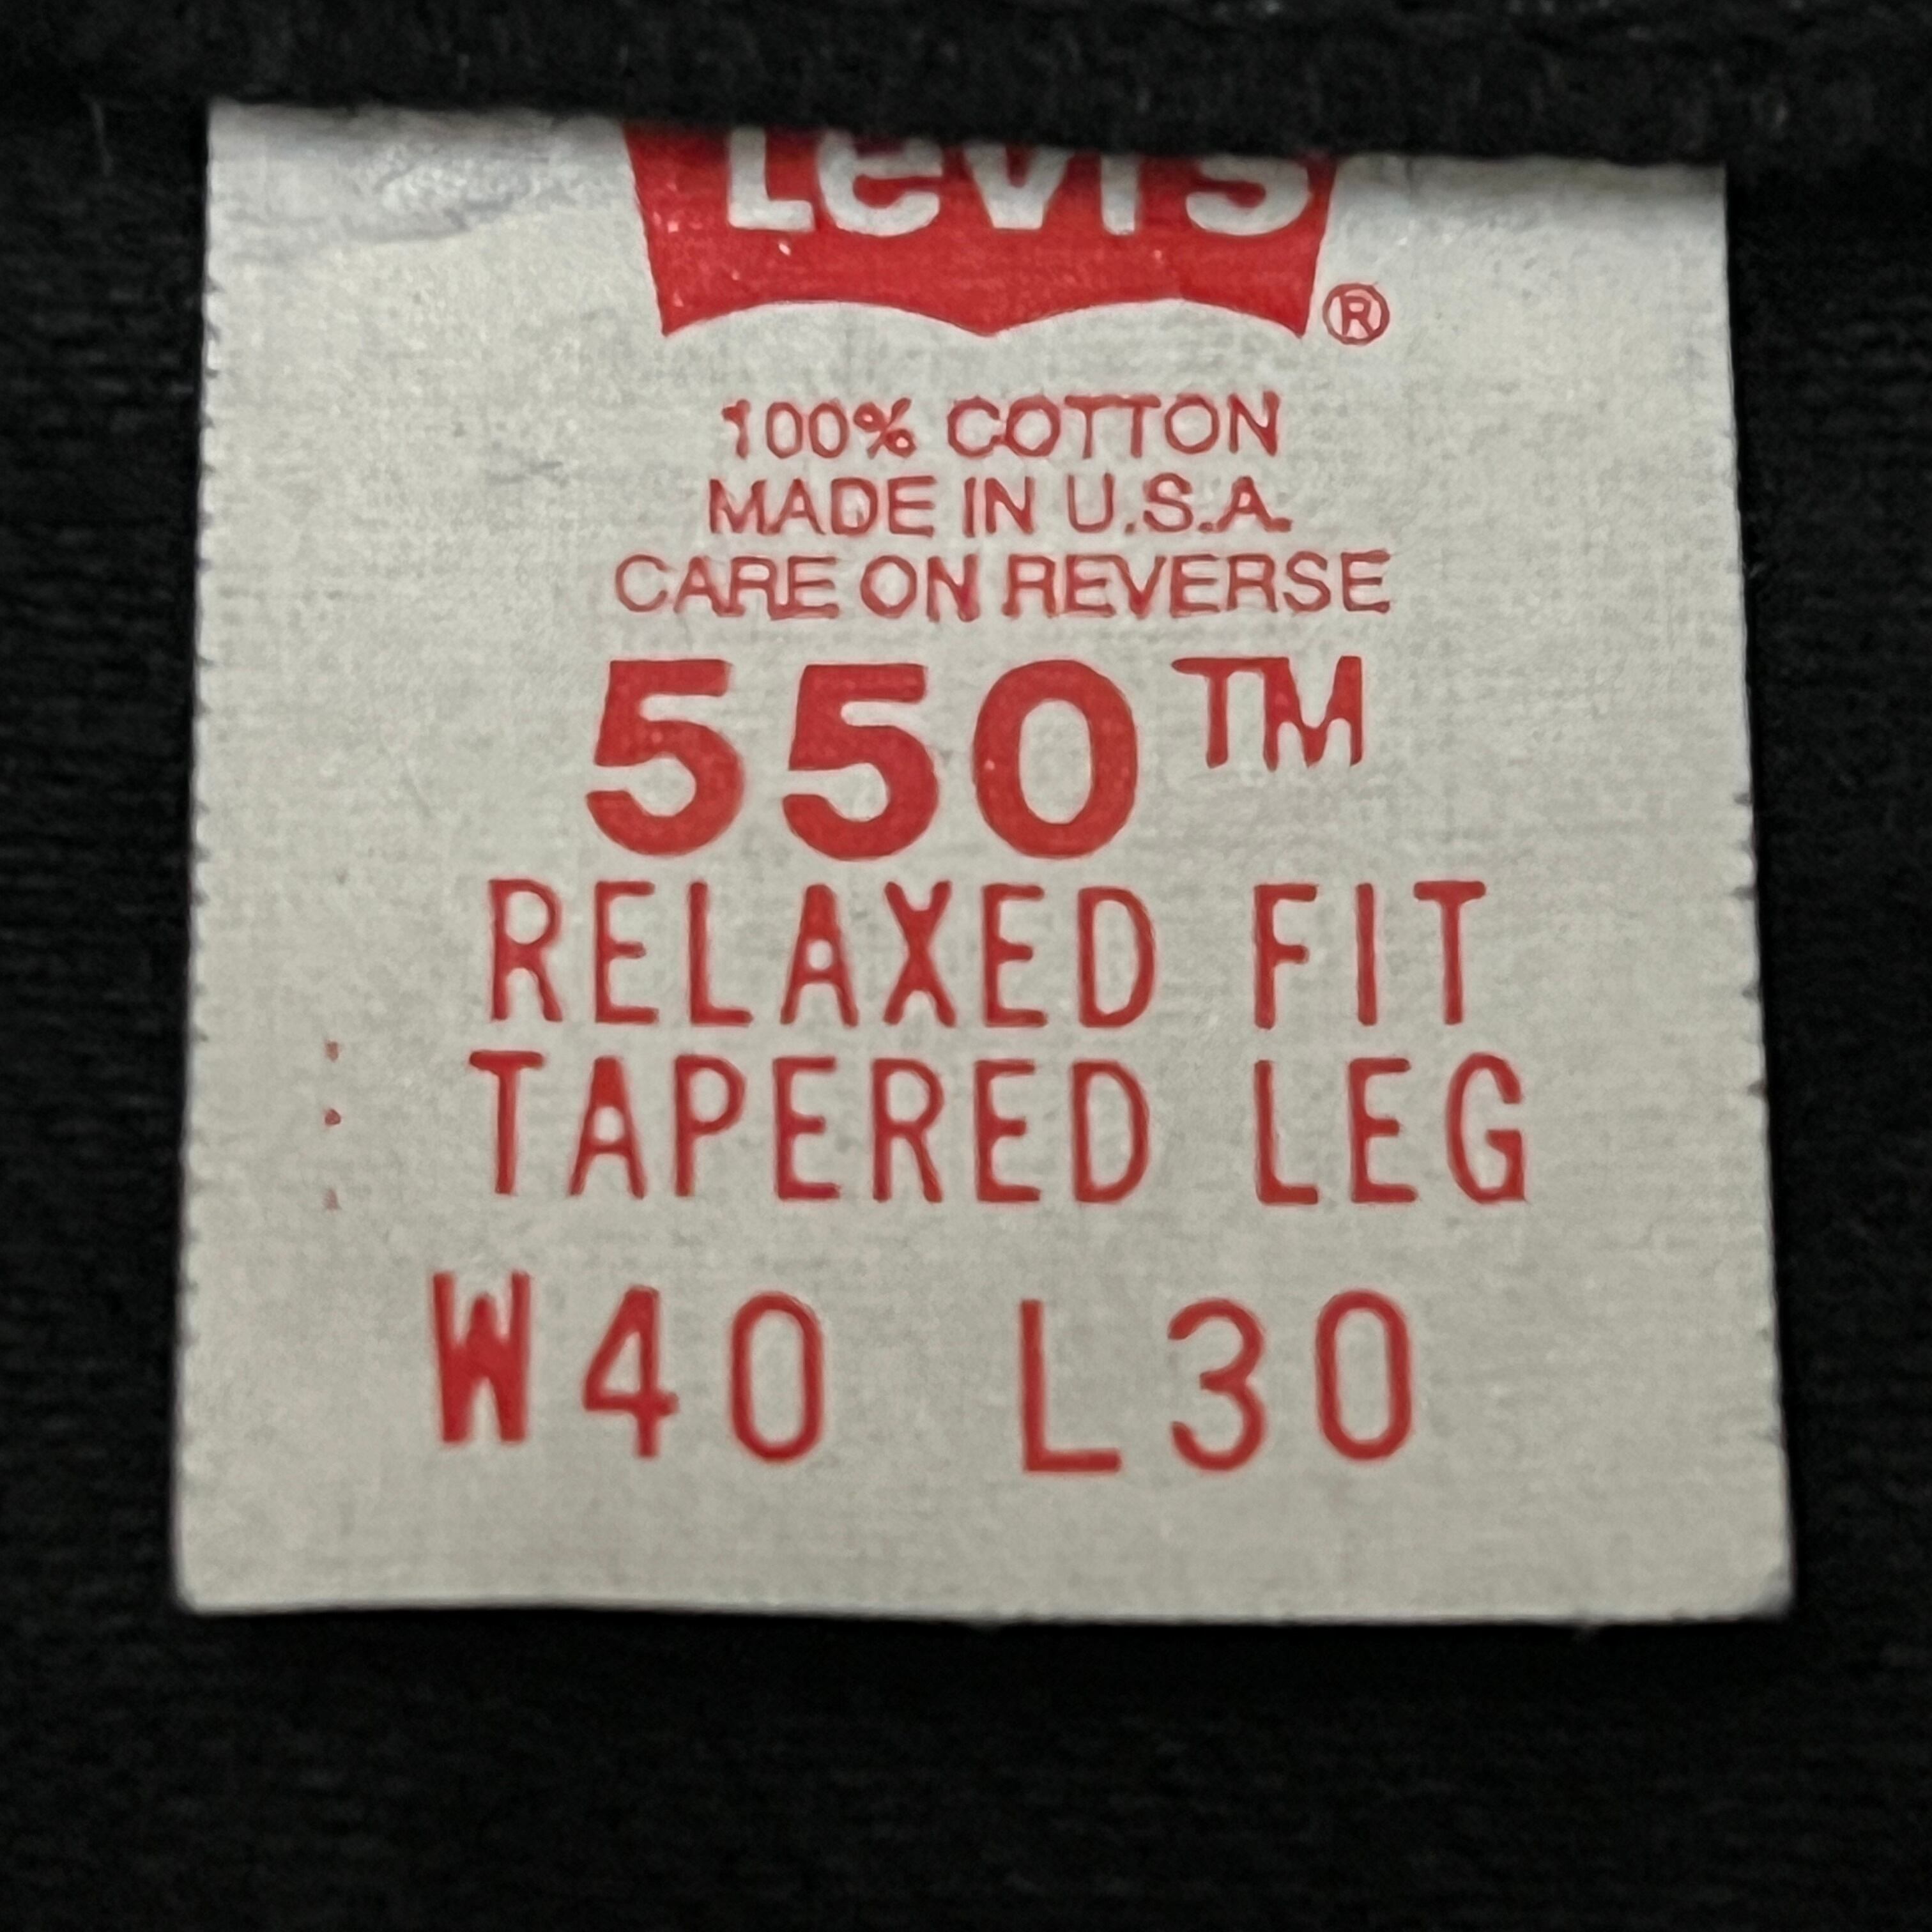 Levi's
®
100% COTTON
MADE IN U.S.A.
CARE ON REVERSE
550™
RELAXED FIT
TAPERED LEG
W40 L30